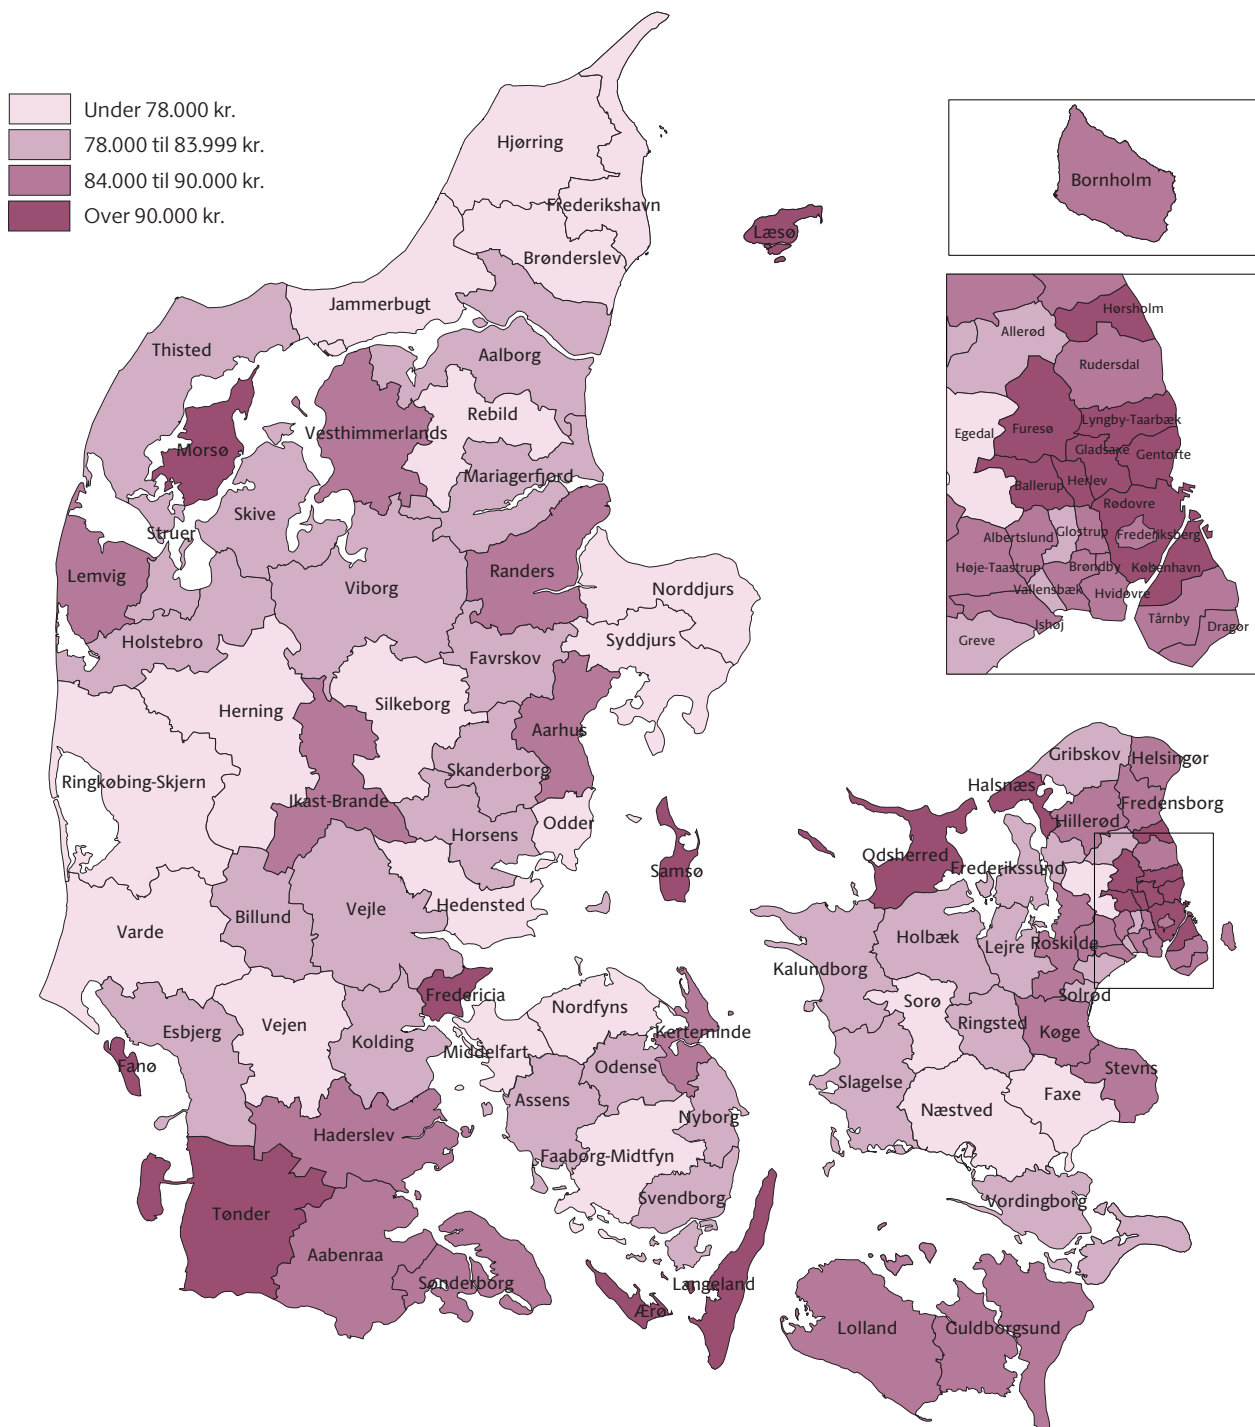 Under 78.000 kr.
78.000 til 83.999 kr.
84.000 til 90.000 kr.
Over 90.000 kr.
Hjørring
Frederikshavn
Læsø
Brønderslev
Jammerbugt
Thisted
Aalborg
Rebild
Vesthimmerlands
Morsø
Mariagerfjord
Skive
Struer
Lemvig
Randers
Viborg
Norddjurs
Holstebro
Syddjurs
Favrskov
Silkeborg
Herning
Aarhus
Skanderborg
Ringkøbing-Skjern
Ikast-Brande
Odder
Horsens
Samsø
Hedensted
Billund
Vejle
Varde
Fredericia
Nordfyns
Vejen
Esbjerg
Kolding
Middelfart
Kerteminde
Fanø
Odense
Assens
Nyborg
Haderslev
Faaborg-Midtfyn
Svendborg
Tønder
Aabenraa
Sønderborg
Langeland
Ærø
Bornholm
Hørsholm
Allerød
Rudersdal
Lyngby-Taarbæk
Egedal
Furesø
Gladsaxe
Gentofte
Ballerup
Herlev
Rødovre
Albertslund
Glostrup
Frederiksberg
Høje-Taastrup
Brøndby
København
Vallensbæk
Hvidovre
Ishøj
Tårnby
Dragør
Greve
Gribskov
Helsingør
Halsnæs
Fredensborg
Hillerød
Odsherred
Frederikssund
Holbæk
Lejre
Roskilde
Kalundborg
Solrød
Sorø
Ringsted
Køge
Stevns
Slagelse
Faxe
Næstved
Vordingborg
Lolland
Guldborgsund